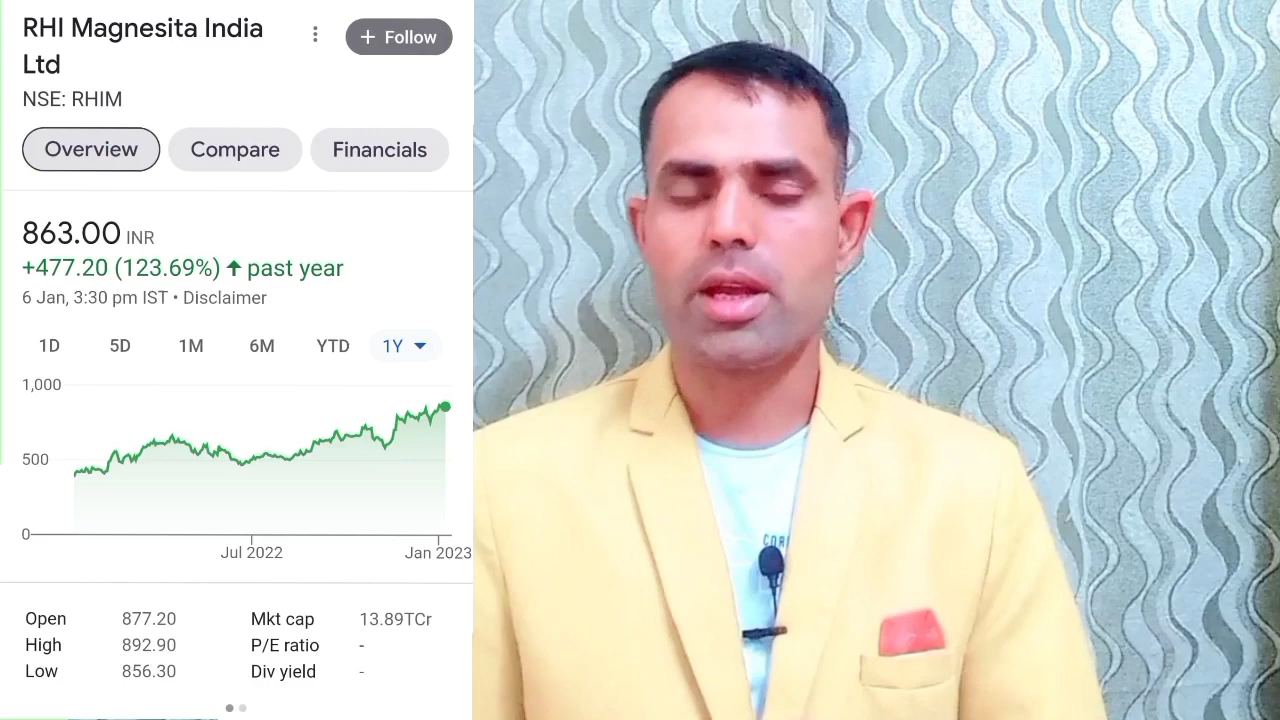 RHI Magnesita India
Ltd
+ Follow
NSE: RHIM
Overview Compare Financials
863.00 INR
+477.20 (123.69%) ↑ past year
6 Jan, 3:30 pm IST • Disclaimer
1D 5D 1M 6M YTD 1Y
1,000
500
0
Jul 2022 Jan 2023
Open 877.20 Mkt cap 13.89TCr
High 892.90 P/E ratio -
Low 856.30 Div yield -